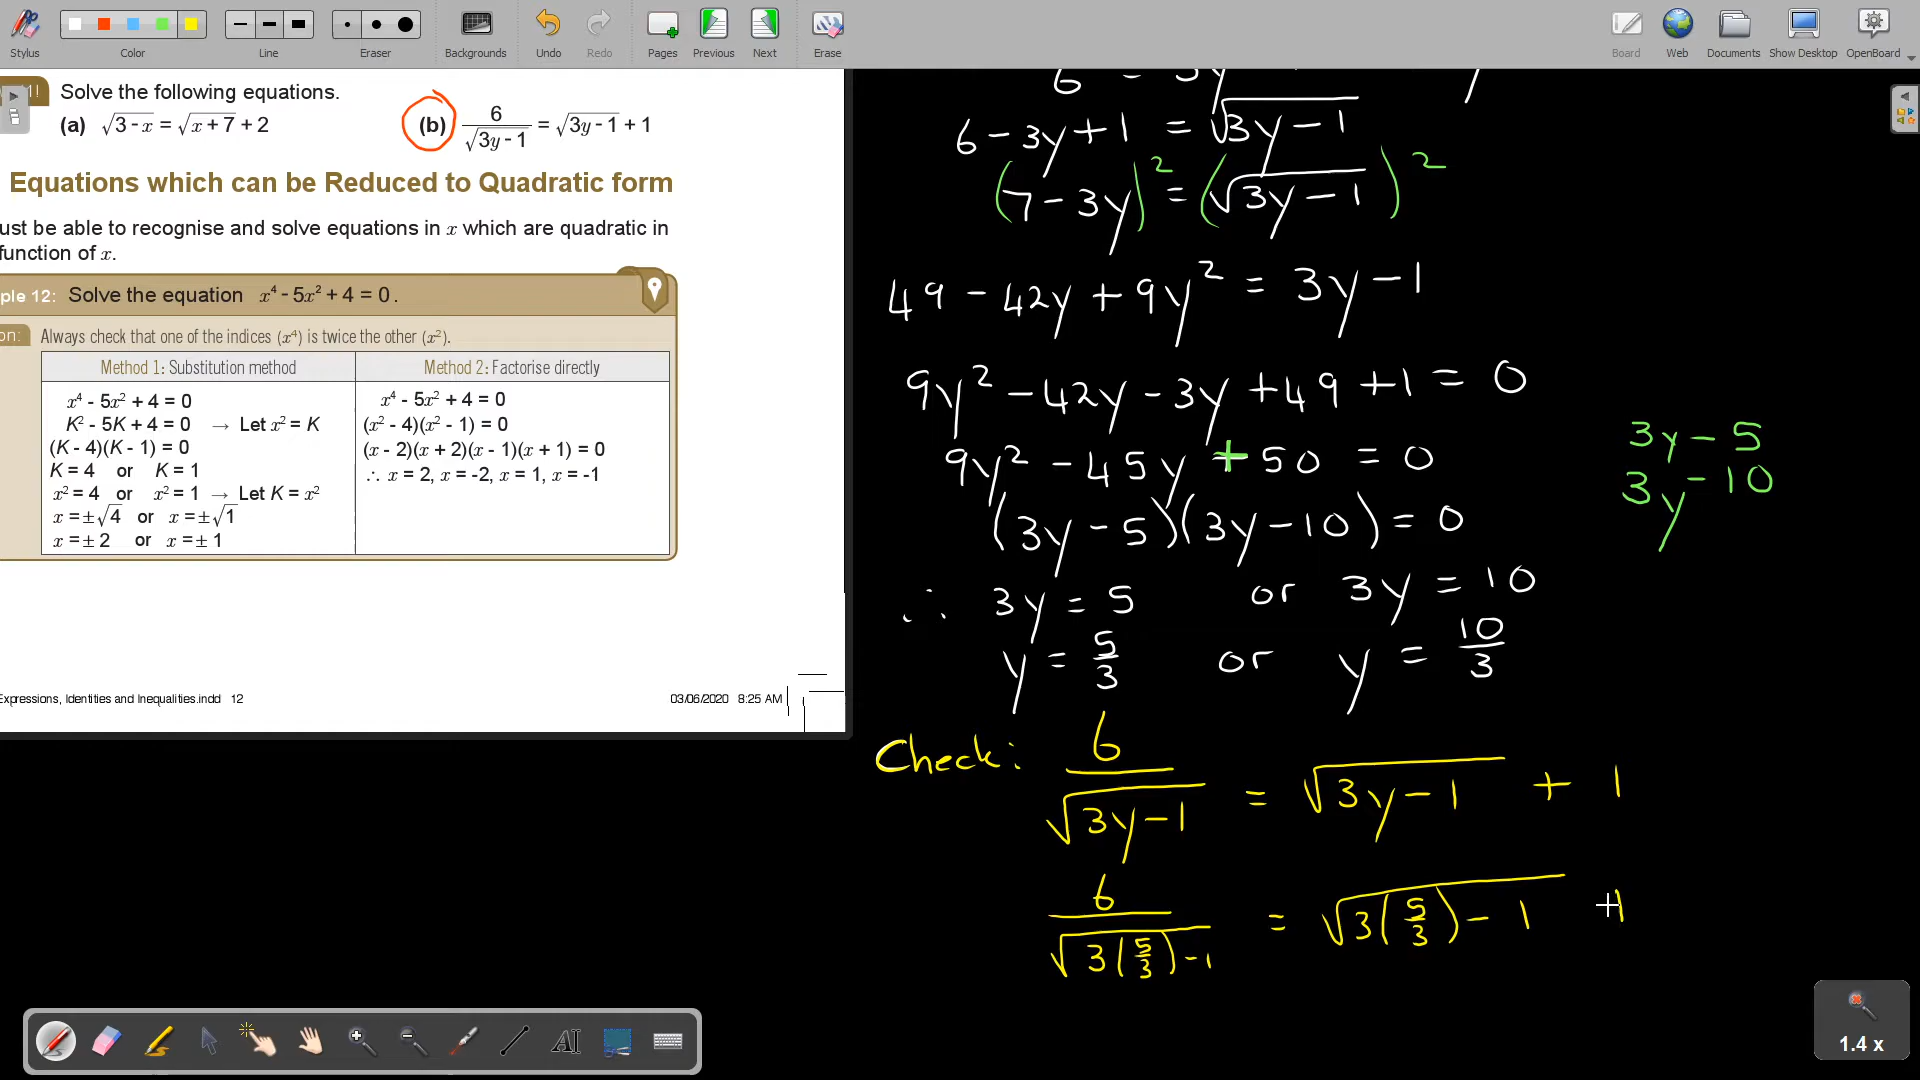 Stylus Color Line Eraser Backgrounds Undo Redo Pages Previous Next Erase Board Web Documents Show Desktop OpenBoard
1! Solve the following equations.
(a) √(3 - x) = √(x + 7) + 2 (b) 6/√(3y - 1) = √(3y - 1) + 1
Equations which can be Reduced to Quadratic form
ust be able to recognise and solve equations in x which are quadratic in
function of x.
ple 12: Solve the equation x⁴ - 5x² + 4 = 0.
on: Always check that one of the indices (x⁴) is twice the other (x²).
Method 1: Substitution method
x⁴ - 5x² + 4 = 0
K² - 5K + 4 = 0 → Let x² = K
(K - 4)(K - 1) = 0
K = 4 or K = 1
x² = 4 or x² = 1 → Let K = x²
x = ±√4 or x = ±√1
x = ± 2 or x = ± 1
Method 2: Factorise directly
x⁴ - 5x² + 4 = 0
(x² - 4)(x² - 1) = 0
(x - 2)(x + 2)(x - 1)(x + 1) = 0
∴ x = 2, x = -2, x = 1, x = -1
Expressions, Identities and Inequalities.indd 12 03/06/2020 8:25 AM
6 - 3y + 1 = √(3y - 1)
(7 - 3y)² = (√(3y - 1))²
49 - 42y + 9y² = 3y - 1
9y² - 42y - 3y + 49 + 1 = 0
9y² - 45y + 50 = 0
(3y - 5)(3y - 10) = 0
∴ 3y = 5 or 3y = 10
y = 5/3 or y = 10/3
3y - 5
3y - 10
Check: 6/√(3y - 1) = √(3y - 1) + 1
6/√(3(5/3) - 1) = √(3(5/3) - 1) + 1
1.4 x